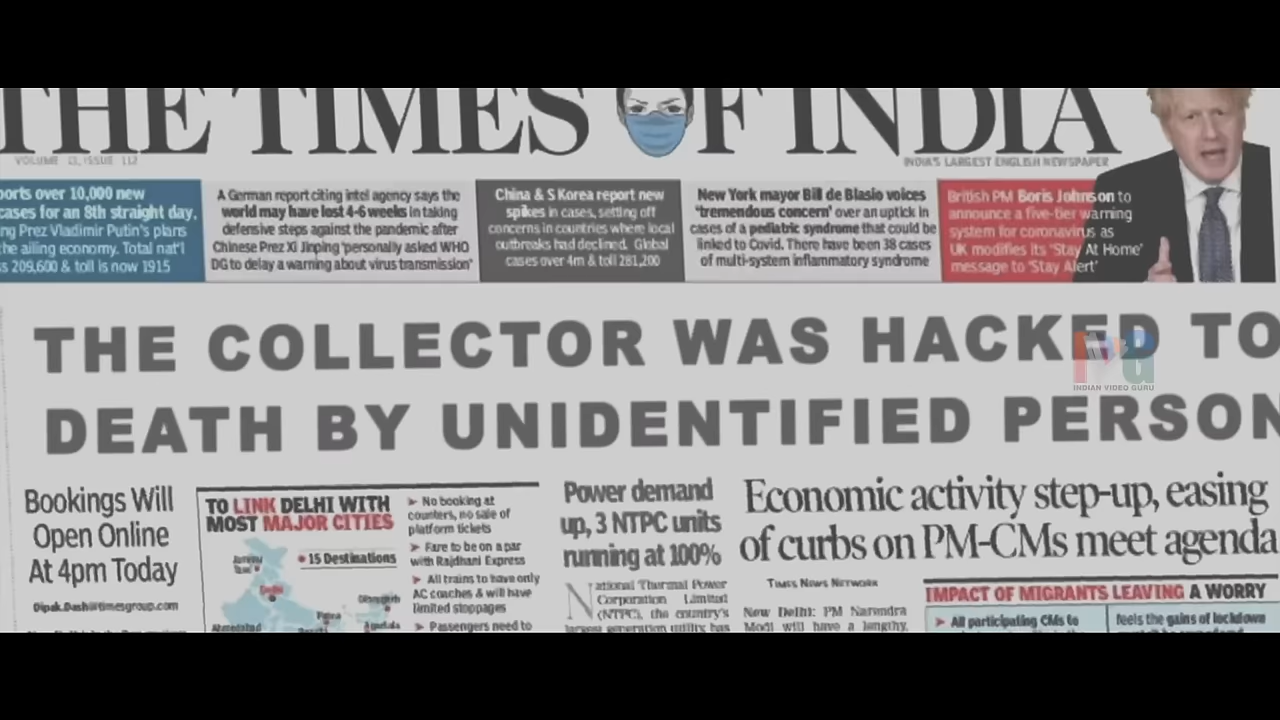 THE TIMES OF INDIA
VOLUME 13, ISSUE 112
INDIA'S LARGEST ENGLISH NEWSPAPER
orts over 10,000 new
cases for an 8th straight day,
ng Prez Vladimir Putin's plans
the ailing economy. Total nat'l
s 209,600 & toll is now 1915
A German report citing intel agency says the
world may have lost 4-6 weeks in taking
defensive steps against the pandemic after
Chinese Prez Xi Jinping 'personally asked WHO
DG to delay a warning about virus transmission'
China & S Korea report new
spikes in cases, setting off
concerns in countries where local
outbreaks had declined. Global
cases over 4m & toll 281,200
New York mayor Bill de Blasio voices
'tremendous concern' over an uptick in
cases of a pediatric syndrome that could be
linked to Covid. There have been 38 cases
of multi-system inflammatory syndrome
British PM Boris Johnson to
announce a five-tier warning
system for coronavirus as
UK modifies its 'Stay At Home'
message to 'Stay Alert'
THE COLLECTOR WAS HACKED TO
DEATH BY UNIDENTIFIED PERSON
INDIAN VIDEO GURU
Bookings Will
Open Online
At 4pm Today
Dipak.Dash@timesgroup.com
TO LINK DELHI WITH
MOST MAJOR CITIES
15 Destinations
Delhi
No booking at
counters, no sale of
platform tickets
Fare to be on a par
with Rajdhani Express
All trains to have only
AC coaches & will have
limited stoppages
Passengers need to
Power demand
up, 3 NTPC units
running at 100%
National Thermal Power
Corporation Limited
(NTPC), the country's
largest generation utility has
Economic activity step-up, easing
of curbs on PM-CMs meet agenda
Times News Network
New Delhi: PM Narendra
Modi will have a lengthy,
IMPACT OF MIGRANTS LEAVING A WORRY
All participating CMs to
feels the gains of lockdown